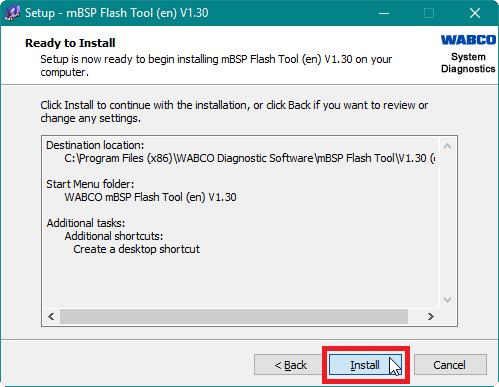 Setup - mBSP Flash Tool (en) V1.30
Ready to Install
Setup is now ready to begin installing mBSP Flash Tool (en) V1.30 on your
computer.
WABCO
System
Diagnostics
Click Install to continue with the installation, or click Back if you want to review or
change any settings.
Destination location:
C:\Program Files (x86)\WABCO Diagnostic Software\mBSP Flash Tool\V1.30 (e
Start Menu folder:
WABCO mBSP Flash Tool (en) V1.30
Additional tasks:
Additional shortcuts:
Create a desktop shortcut
< Back
Install
Cancel